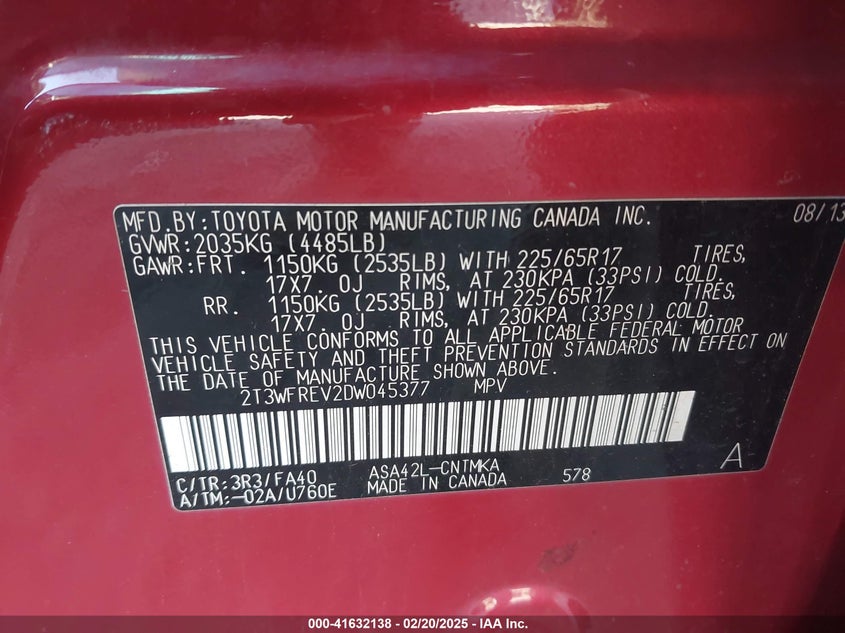 MFD.BY:TOYOTA MOTOR MANUFACTURING CANADA INC. 08/13
GVWR:2035KG (4485LB)
GAWR:FRT. 1150KG (2535LB) WITH 225/65R17 TIRES,
17X7.0J RIMS, AT 230KPA (33PSI) COLD.
RR. 1150KG (2535LB) WITH 225/65R17 TIRES,
17X7.0J RIMS, AT 230KPA (33PSI) COLD.
THIS VEHICLE CONFORMS TO ALL APPLICABLE FEDERAL MOTOR
VEHICLE SAFETY AND THEFT PREVENTION STANDARDS IN EFFECT ON
THE DATE OF MANUFACTURE SHOWN ABOVE.
2T3WFREV2DW045377 MPV
A
C/TR:3R3/FA40 ASA42L-CNTMKA
A/TM:-02A/U760E MADE IN CANADA 578
000-41632138 - 02/20/2025 - IAA Inc.